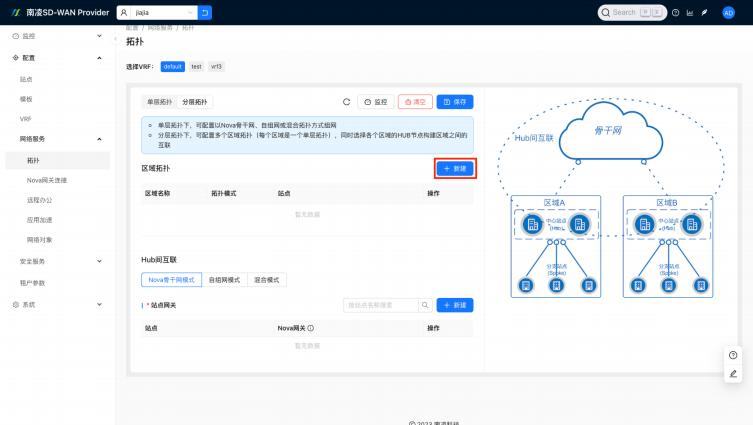 南凌SD-WAN Provider
jiajia
Search
AD
监控
配置
站点
模板
VRF
网络服务
拓扑
Nova网关连接
远程办公
应用加速
网络对象
安全服务
租户参数
系统
配置 / 网络服务 / 拓扑
拓扑
选择VRF： default test vrf3
单层拓扑 分层拓扑
监控 清空 保存
单层拓扑下，可配置以Nova骨干网、自组网或混合拓扑方式组网
分层拓扑下，可配置多个区域拓扑（每个区域是一个单层拓扑），同时选择各个区域的HUB节点构建区域之间的
互联
区域拓扑
+ 新建
区域名称 拓扑模式 站点 操作
暂无数据
Hub间互联
Nova骨干网模式 自组网模式 混合模式
* 站点网关
按站点名称搜索
+ 新建
站点 Nova网关 操作
暂无数据
骨干网
Hub间互联
区域A
中心站点
(Hub)
分支站点
(Spoke)
区域B
中心站点
(Hub)
分支站点
(Spoke)
© 2023 南凌科技